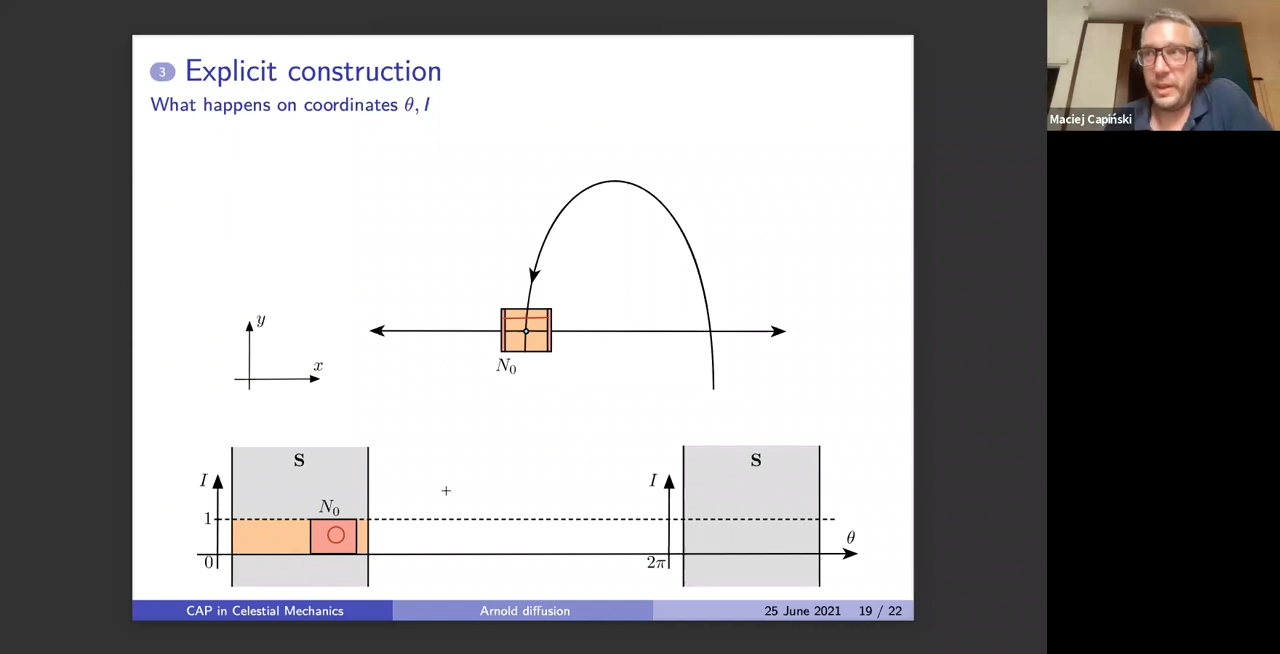 3 Explicit construction
What happens on coordinates θ, I
Maciej Capiński
y
x
N₀
S
S
I
I
N₀
1
θ
0
2π
CAP in Celestial Mechanics
Arnold diffusion
25 June 2021 19 / 22